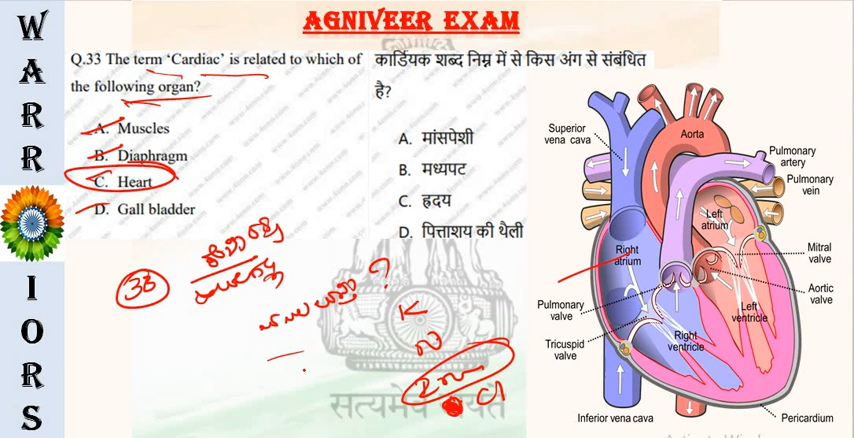 AGNIVEER EXAM
WARR
IORS
Q.33 The term ‘Cardiac’ is related to which of
the following organ?
A. Muscles
B. Diaphragm
C. Heart
D. Gall bladder
कार्डियक शब्द निम्न में से किस अंग से संबंधित
है?
A. मांसपेशी
B. मध्यपट
C. ह्रदय
D. पित्ताशय की थैली
33
?
सत्यमेव जयते
Superior
vena cava
Aorta
Pulmonary
artery
Pulmonary
vein
Left
atrium
Right
atrium
Mitral
valve
Aortic
valve
Pulmonary
valve
Left
ventricle
Tricuspid
valve
Right
ventricle
Inferior vena cava
Pericardium